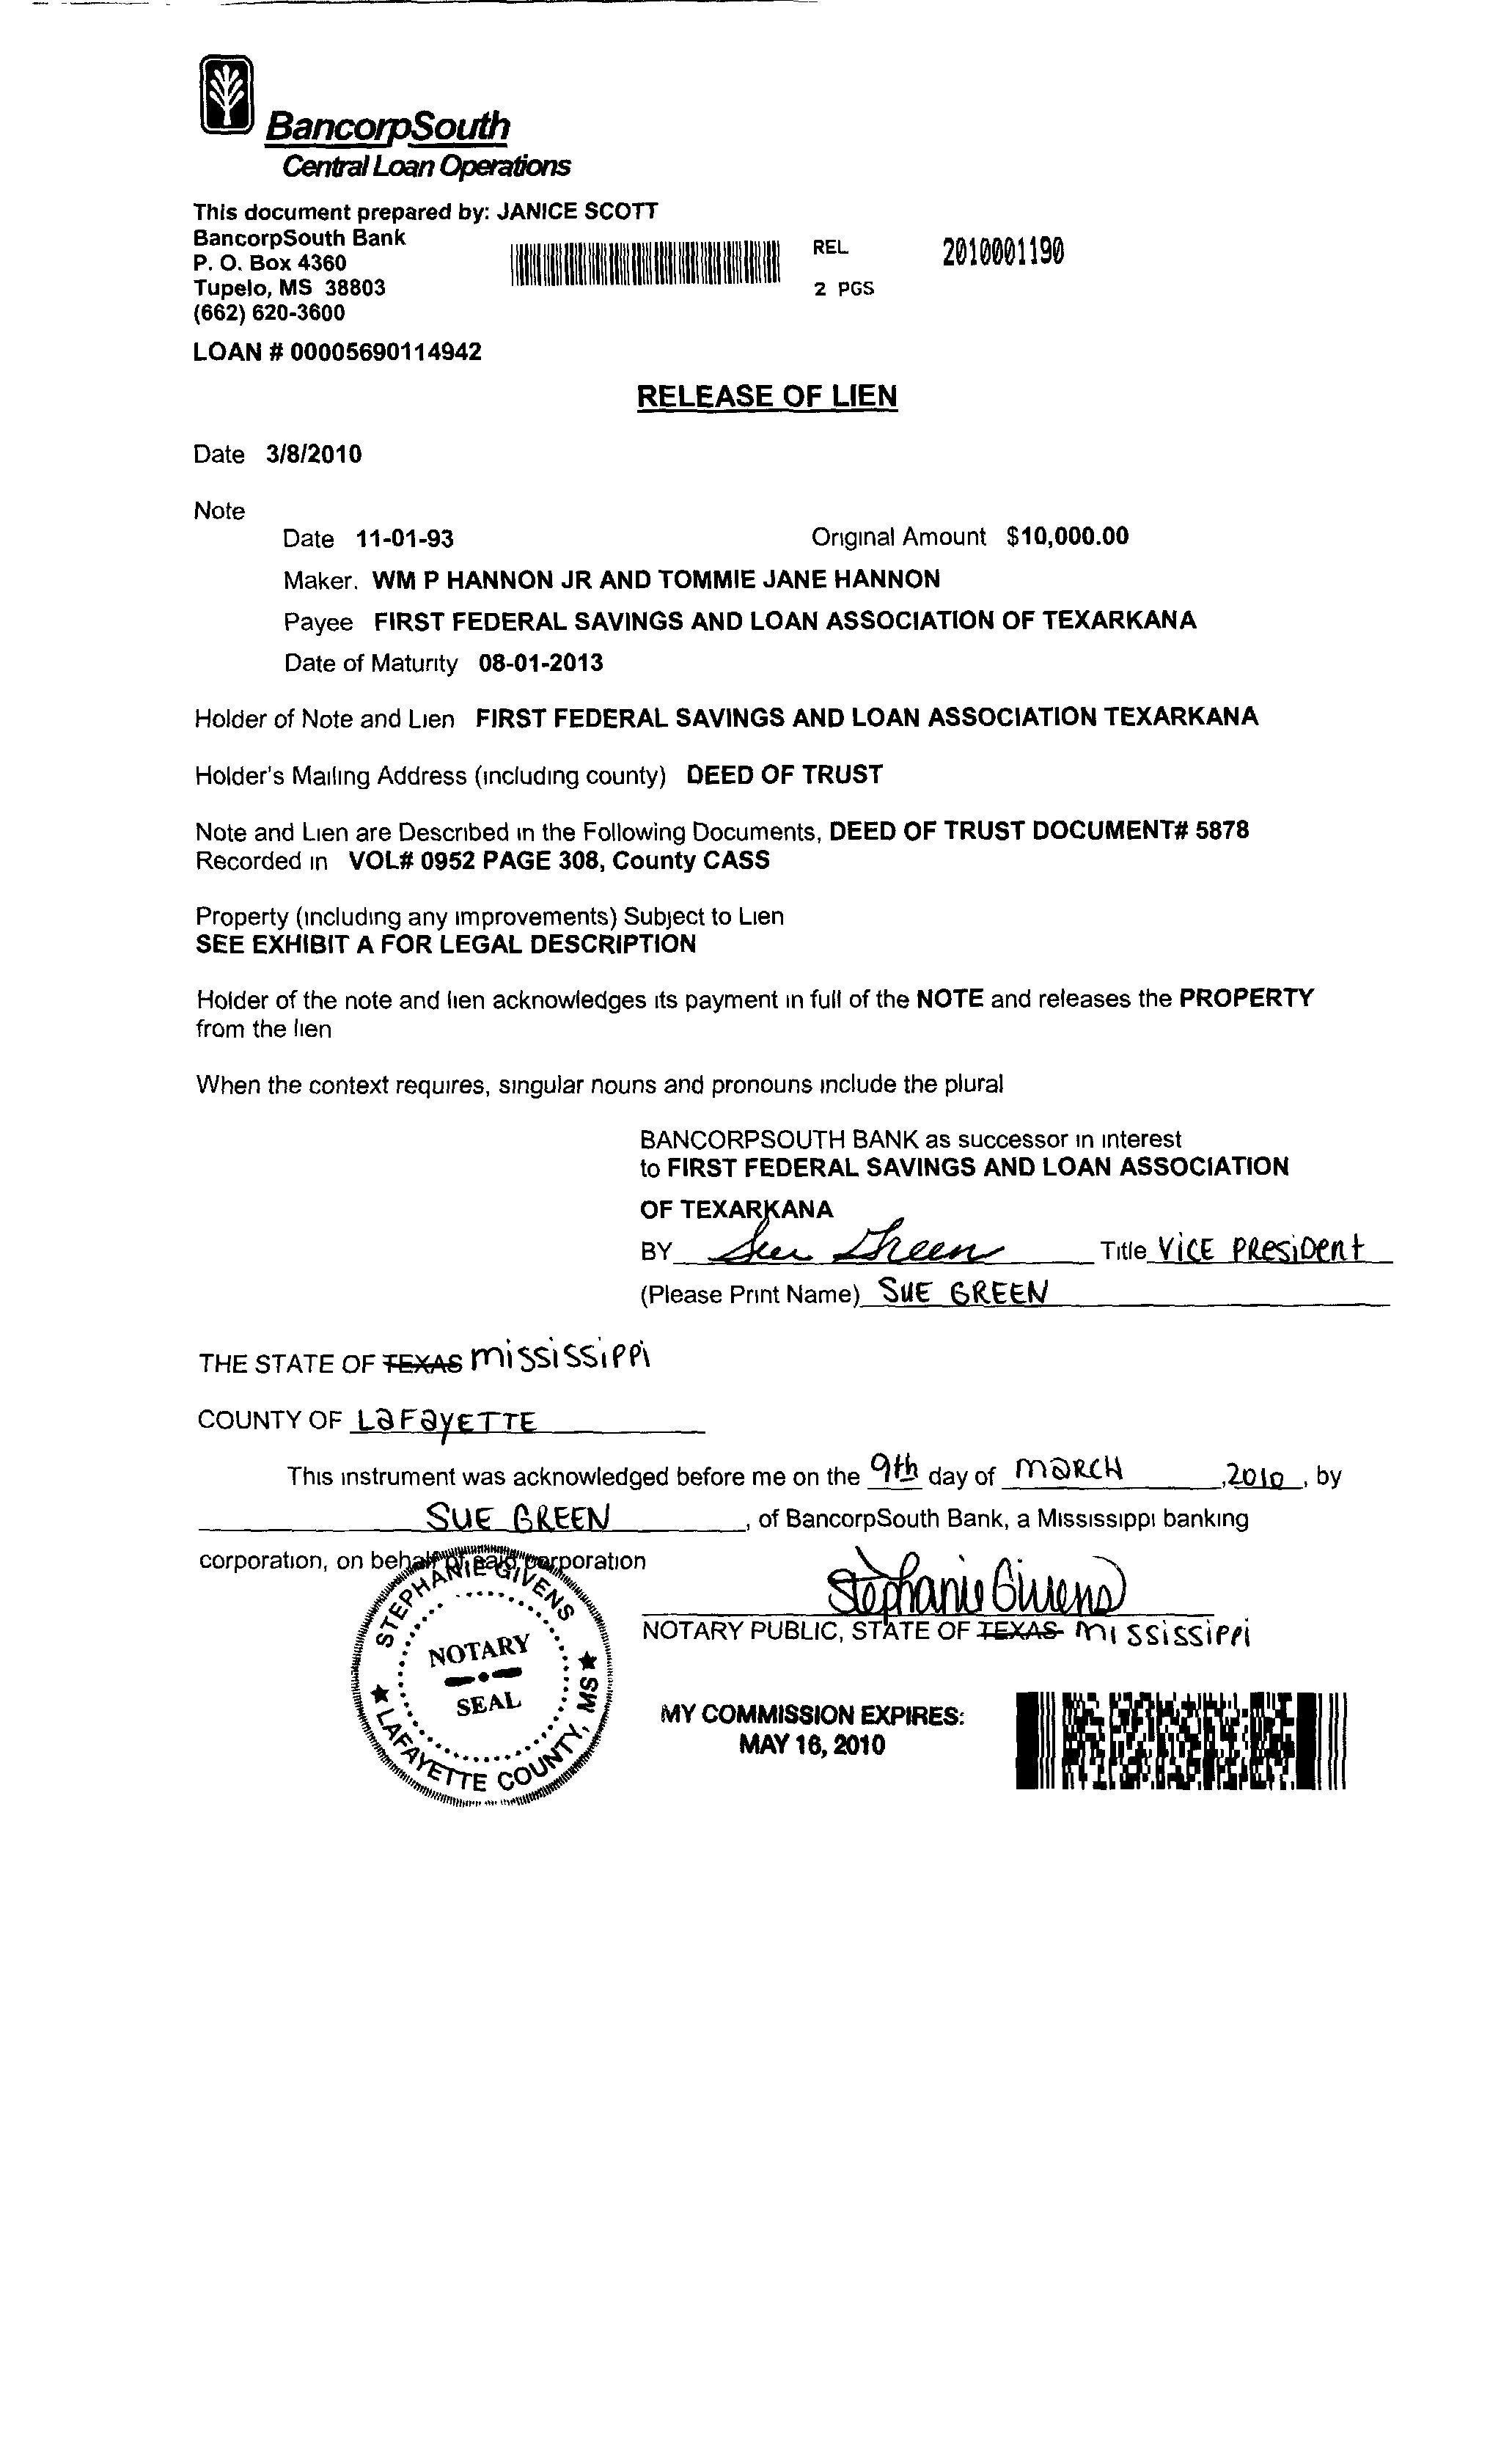 BancorpSouth
Central Loan Operations
This document prepared by: JANICE SCOTT
BancorpSouth Bank
P. O. Box 4360
Tupelo, MS 38803
(662) 620-3600
REL 2010001190
2 PGS
LOAN # 00005690114942
RELEASE OF LIEN
Date 3/8/2010
Note
Date 11-01-93 Original Amount $10,000.00
Maker. WM P HANNON JR AND TOMMIE JANE HANNON
Payee FIRST FEDERAL SAVINGS AND LOAN ASSOCIATION OF TEXARKANA
Date of Maturity 08-01-2013
Holder of Note and Lien FIRST FEDERAL SAVINGS AND LOAN ASSOCIATION TEXARKANA
Holder's Mailing Address (including county) DEED OF TRUST
Note and Lien are Described in the Following Documents, DEED OF TRUST DOCUMENT# 5878
Recorded in VOL# 0952 PAGE 308, County CASS
Property (including any improvements) Subject to Lien
SEE EXHIBIT A FOR LEGAL DESCRIPTION
Holder of the note and lien acknowledges its payment in full of the NOTE and releases the PROPERTY
from the lien
When the context requires, singular nouns and pronouns include the plural
BANCORPSOUTH BANK as successor in interest
to FIRST FEDERAL SAVINGS AND LOAN ASSOCIATION
OF TEXARKANA
BY Sue Green Title VICE PRESIDENT
(Please Print Name) SUE GREEN
THE STATE OF TEXAS MISSISSIPPI
COUNTY OF LAFAYETTE
This instrument was acknowledged before me on the 9th day of MARCH, 2010, by
SUE GREEN, of BancorpSouth Bank, a Mississippi banking
corporation, on behalf of said corporation
Stephanie Givens
NOTARY PUBLIC, STATE OF TEXAS MISSISSIPPI
STEPHANIE GIVENS
NOTARY
SEAL
LAFAYETTE COUNTY, MS
MY COMMISSION EXPIRES:
MAY 16, 2010